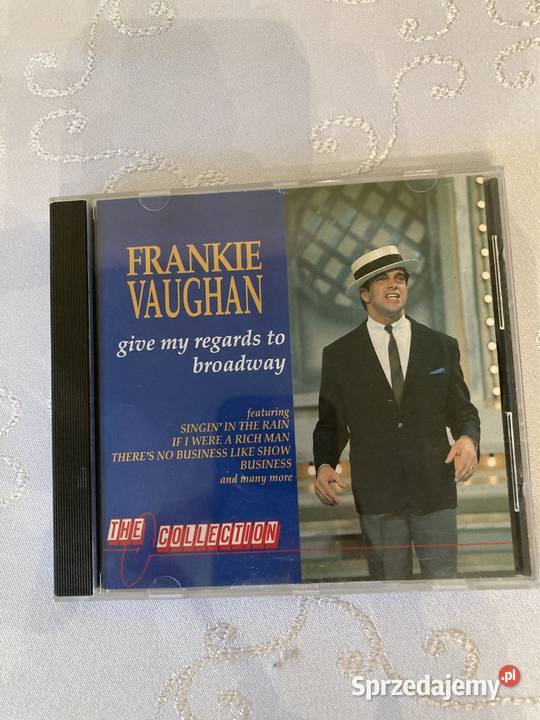 FRANKIE
VAUGHAN
give my regards to
broadway
featuring
SINGIN' IN THE RAIN
IF I WERE A RICH MAN
THERE'S NO BUSINESS LIKE SHOW
BUSINESS
and many more
THE COLLECTION
Sprzedajemy.pl